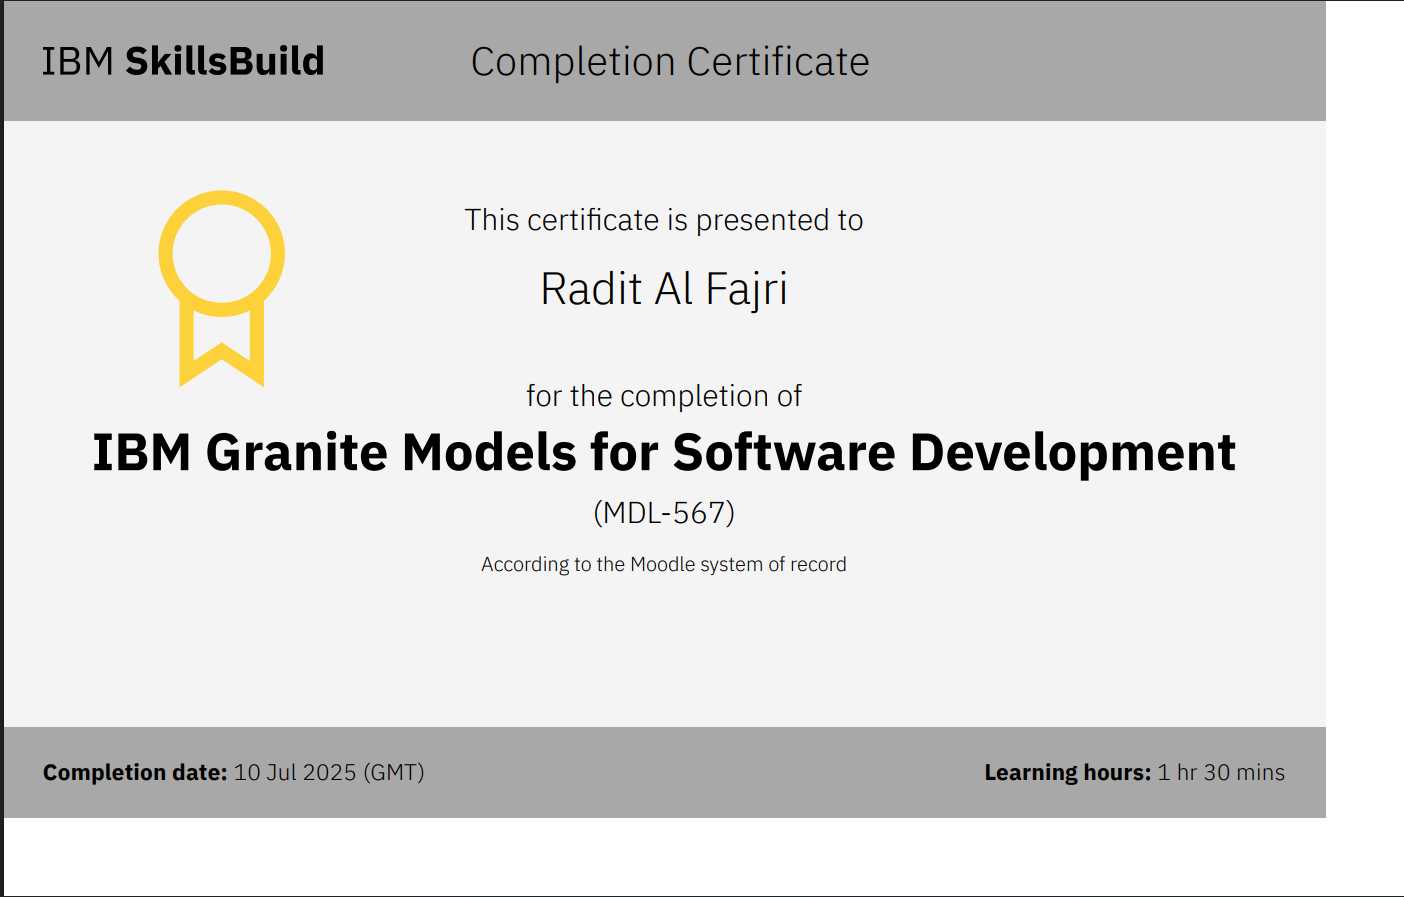 IBM SkillsBuild
Completion Certificate
This certificate is presented to
Radit Al Fajri
for the completion of
IBM Granite Models for Software Development
(MDL-567)
According to the Moodle system of record
Completion date: 10 Jul 2025 (GMT)
Learning hours: 1 hr 30 mins